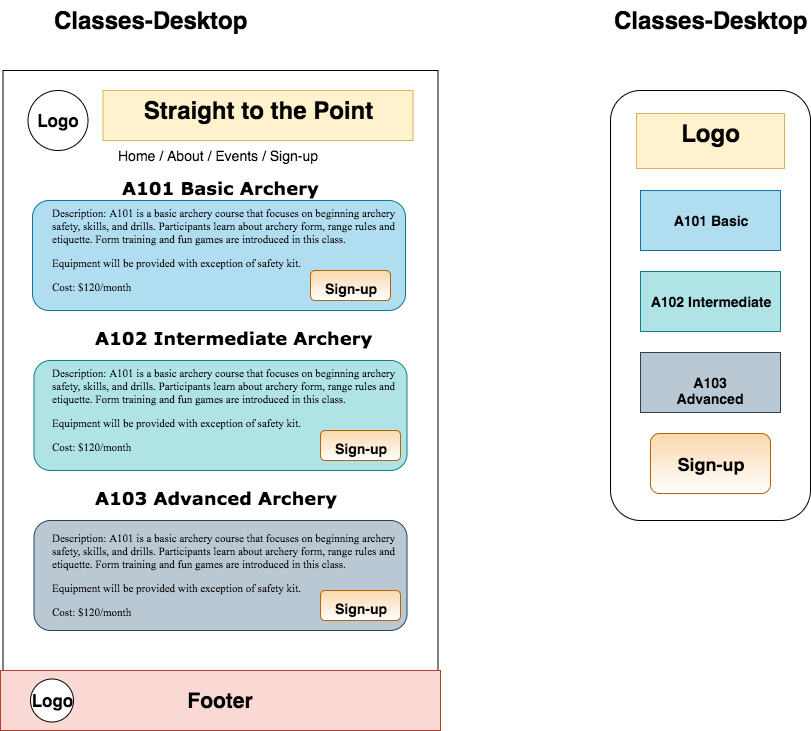 Classes-Desktop
Logo
Straight to the Point
Home / About / Events / Sign-up
A101 Basic Archery
Description: A101 is a basic archery course that focuses on beginning archery
safety, skills, and drills. Participants learn about archery form, range rules and
etiquette. Form training and fun games are introduced in this class.
Equipment will be provided with exception of safety kit.
Cost: $120/month
Sign-up
A102 Intermediate Archery
Description: A101 is a basic archery course that focuses on beginning archery
safety, skills, and drills. Participants learn about archery form, range rules and
etiquette. Form training and fun games are introduced in this class.
Equipment will be provided with exception of safety kit.
Cost: $120/month
Sign-up
A103 Advanced Archery
Description: A101 is a basic archery course that focuses on beginning archery
safety, skills, and drills. Participants learn about archery form, range rules and
etiquette. Form training and fun games are introduced in this class.
Equipment will be provided with exception of safety kit.
Cost: $120/month
Sign-up
Logo
Footer
Classes-Desktop
Logo
A101 Basic
A102 Intermediate
A103
Advanced
Sign-up